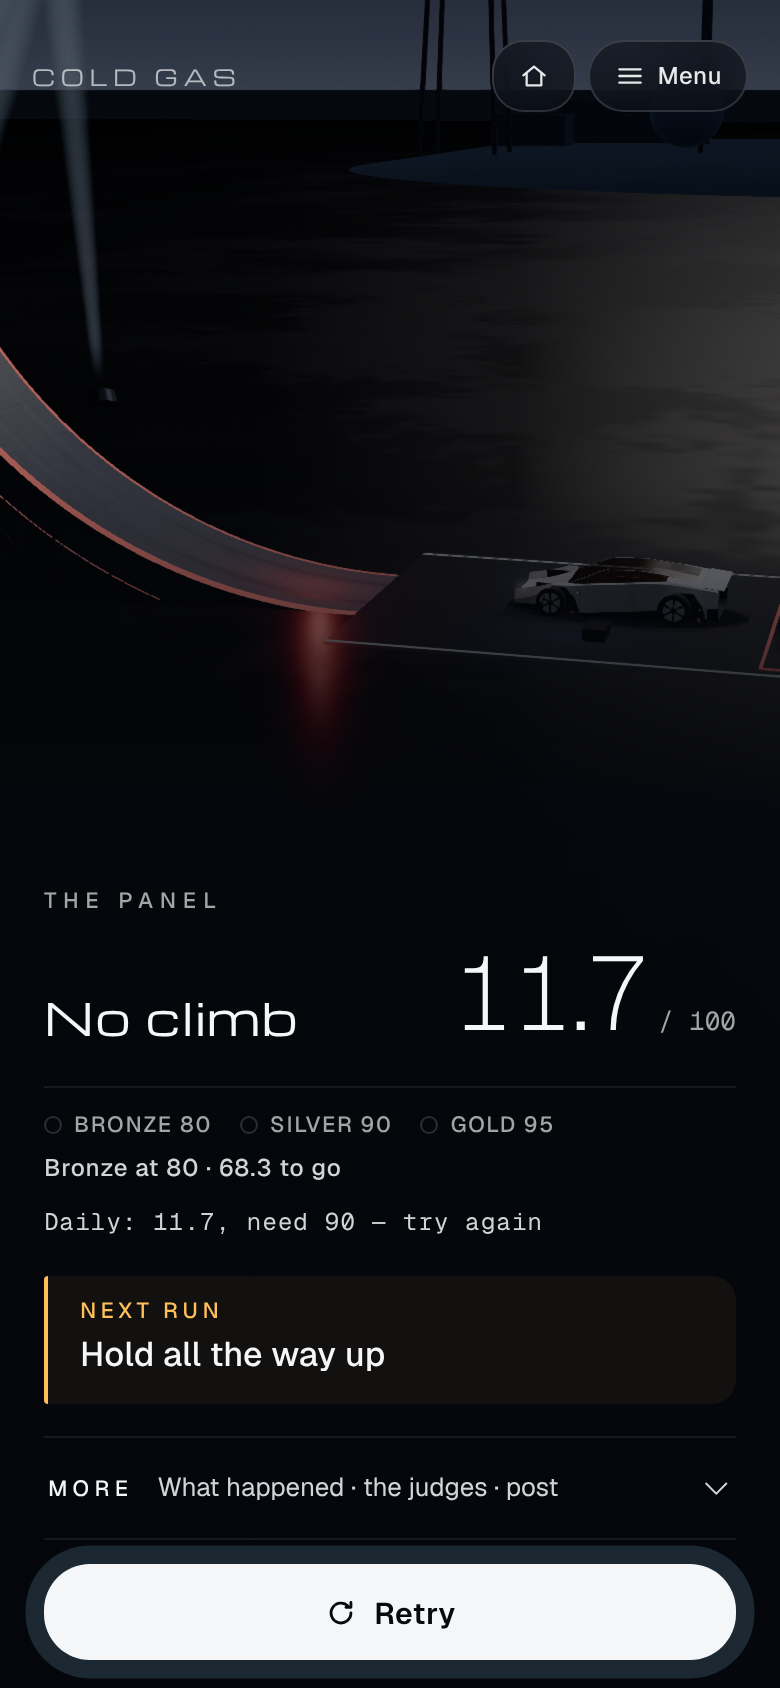 COLD GAS
Menu
THE PANEL
No climb
11.7 / 100
BRONZE 80 SILVER 90 GOLD 95
Bronze at 80 · 68.3 to go
Daily: 11.7, need 90 — try again
NEXT RUN
Hold all the way up
MORE What happened · the judges · post
Retry